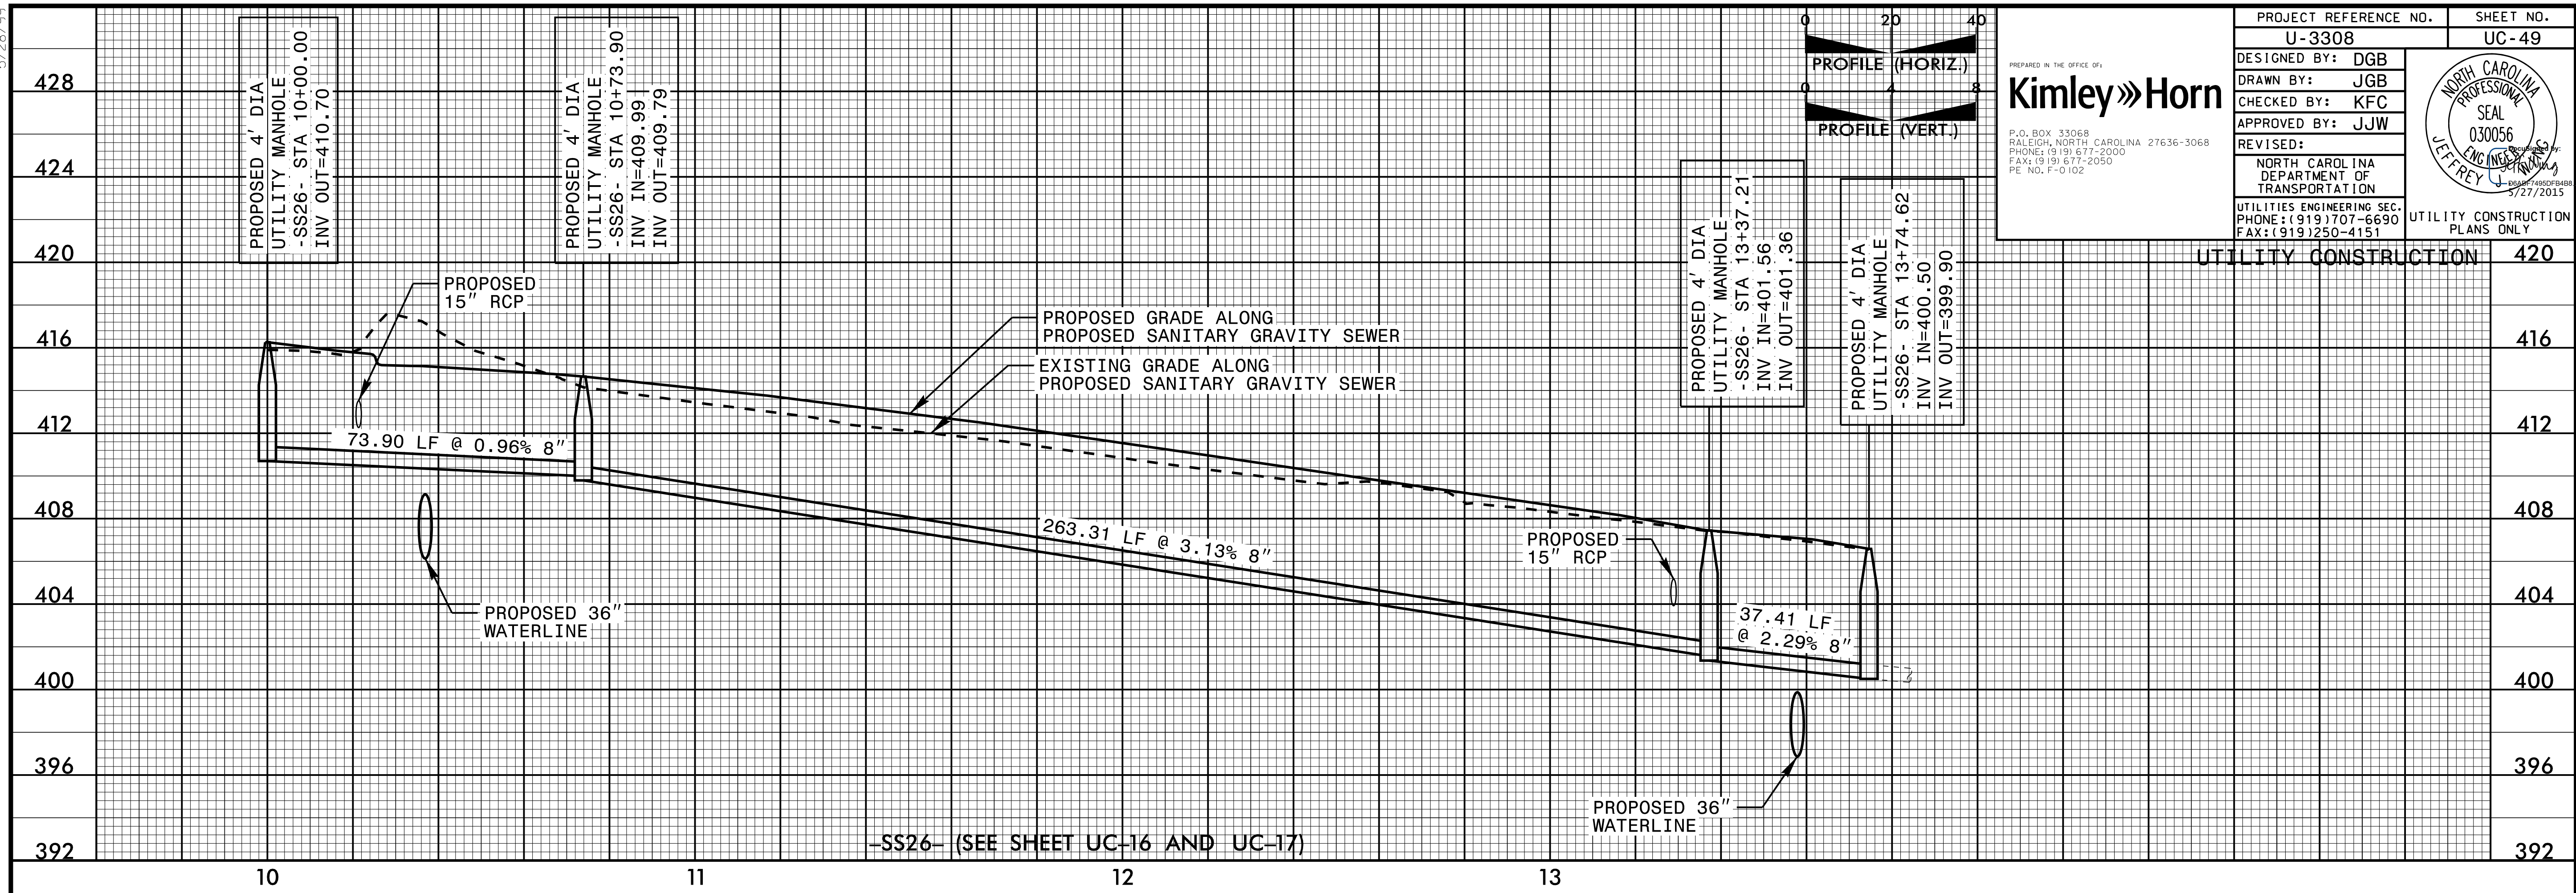 PROJECT REFERENCE NO.
SHEET NO.
U-3308
UC-49
DESIGNED BY: DGB
DRAWN BY: JGB
CHECKED BY: KFC
APPROVED BY: JJW
REVISED:
NORTH CAROLINA
DEPARTMENT OF
TRANSPORTATION
UTILITIES ENGINEERING SEC.
PHONE:(919)707-6690
FAX:(919)250-4151
NORTH CAROLINA
PROFESSIONAL
SEAL
030056
ENGINEER
JEFFREY J. WING
DocuSigned by:
D6ABF7495DFB4B8
5/27/2015
UTILITY CONSTRUCTION
PLANS ONLY
PREPARED IN THE OFFICE OF:
Kimley»Horn
P.O. BOX 33068
RALEIGH, NORTH CAROLINA 27636-3068
PHONE: (919) 677-2000
FAX: (919) 677-2050
PE NO. F-0102
0 20 40
PROFILE (HORIZ.)
0 4 8
PROFILE (VERT.)
UTILITY CONSTRUCTION
PROPOSED 4' DIA
UTILITY MANHOLE
-SS26- STA 10+00.00
INV OUT=410.70
PROPOSED 4' DIA
UTILITY MANHOLE
-SS26- STA 10+73.90
INV IN=409.99
INV OUT=409.79
PROPOSED 4' DIA
UTILITY MANHOLE
-SS26- STA 13+37.21
INV IN=401.56
INV OUT=401.36
PROPOSED 4' DIA
UTILITY MANHOLE
-SS26- STA 13+74.62
INV IN=400.50
INV OUT=399.90
PROPOSED
15" RCP
PROPOSED GRADE ALONG
PROPOSED SANITARY GRAVITY SEWER
EXISTING GRADE ALONG
PROPOSED SANITARY GRAVITY SEWER
73.90 LF @ 0.96% 8"
263.31 LF @ 3.13% 8"
PROPOSED
15" RCP
37.41 LF
@ 2.29% 8"
PROPOSED 36"
WATERLINE
PROPOSED 36"
WATERLINE
-SS26- (SEE SHEET UC-16 AND UC-17)
428
424
420
416
412
408
404
400
396
392
420
416
412
408
404
400
396
392
10 11 12 13